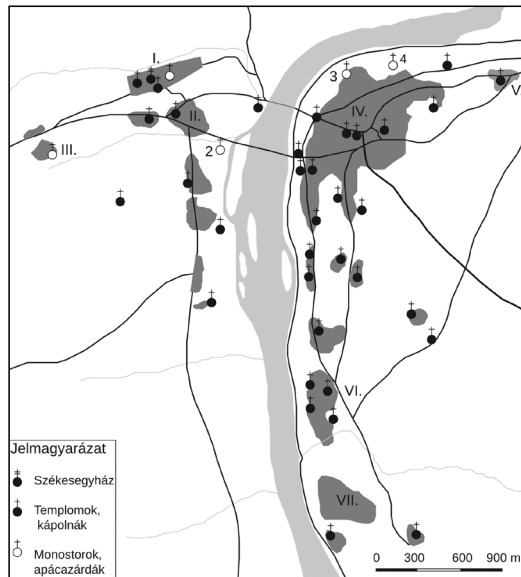 I.
3
4
IV.
V
II.
III.
2
VI.
Jelmagyarázat
Székesegyház
Templomok,
kápolnák
Monostorok,
apácazárdák
VII.
0 300 600 900 m